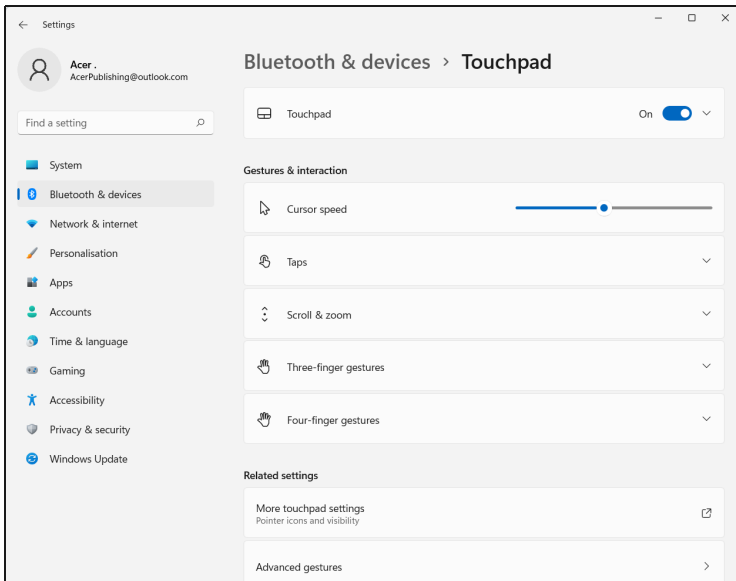 Settings
Acer .
AcerPublishing@outlook.com
Find a setting
System
Bluetooth & devices
Network & internet
Personalisation
Apps
Accounts
Time & language
Gaming
Accessibility
Privacy & security
Windows Update
Bluetooth & devices > Touchpad
Touchpad
On
Gestures & interaction
Cursor speed
Taps
Scroll & zoom
Three-finger gestures
Four-finger gestures
Related settings
More touchpad settings
Pointer icons and visibility
Advanced gestures